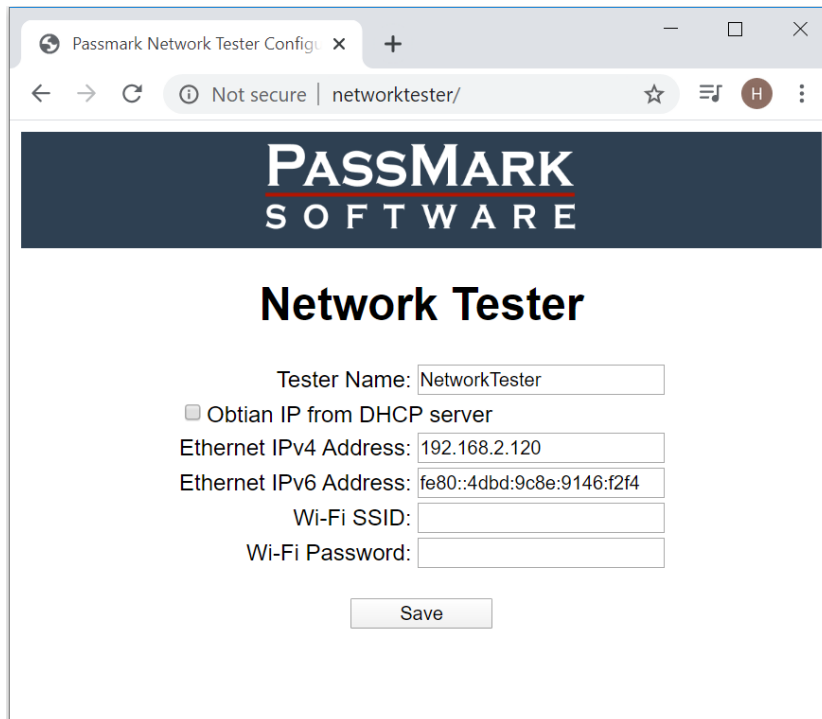 Passmark Network Tester Configu
Not secure | networktester/
H
PASSMARK
SOFTWARE
Network Tester
Tester Name: NetworkTester
Obtian IP from DHCP server
Ethernet IPv4 Address: 192.168.2.120
Ethernet IPv6 Address: fe80::4dbd:9c8e:9146:f2f4
Wi-Fi SSID:
Wi-Fi Password:
Save